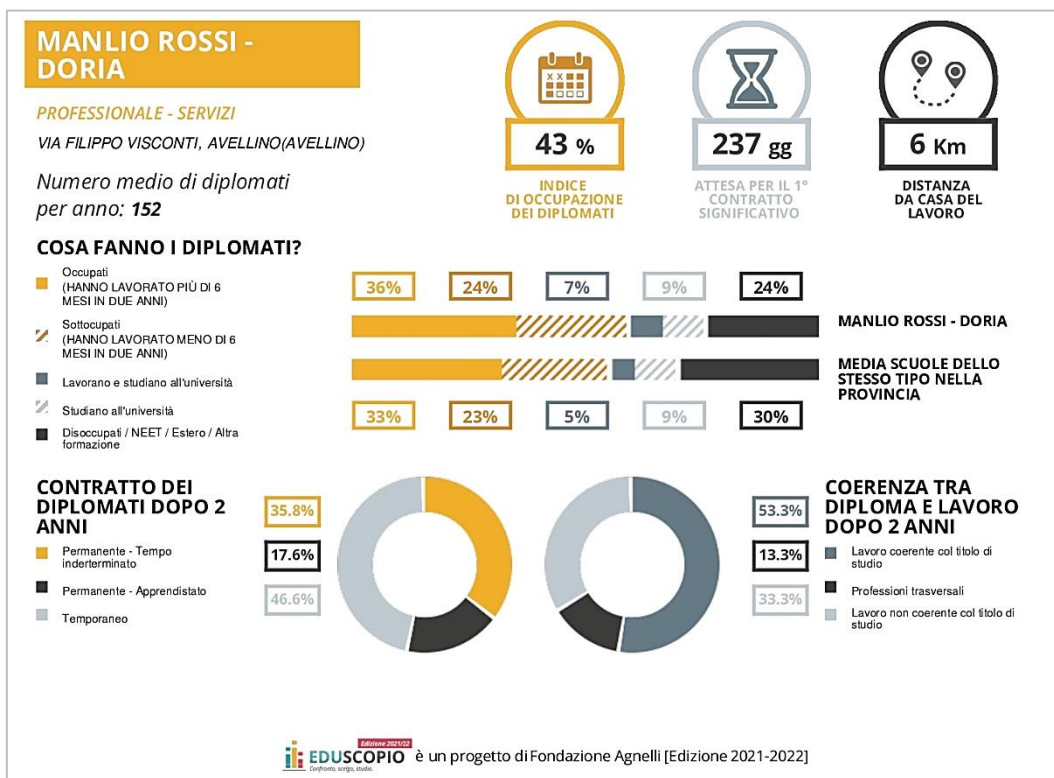 MANLIO ROSSI -
DORIA
PROFESSIONALE - SERVIZI
VIA FILIPPO VISCONTI, AVELLINO(AVELLINO)
Numero medio di diplomati
per anno: 152
43 %
INDICE
DI OCCUPAZIONE
DEI DIPLOMATI
237 gg
ATTESA PER IL 1°
CONTRATTO
SIGNIFICATIVO
6 Km
DISTANZA
DA CASA DEL
LAVORO
COSA FANNO I DIPLOMATI?
Occupati
(HANNO LAVORATO PIÙ DI 6
MESI IN DUE ANNI)
Sottocupati
(HANNO LAVORATO MENO DI 6
MESI IN DUE ANNI)
Lavorano e studiano all'università
Studiano all'università
Disoccupati / NEET / Estero / Altra
formazione
36% 24% 7% 9% 24%
MANLIO ROSSI - DORIA
MEDIA SCUOLE DELLO
STESSO TIPO NELLA
PROVINCIA
33% 23% 5% 9% 30%
CONTRATTO DEI
DIPLOMATI DOPO 2
ANNI
Permanente - Tempo
inderterminato
Permanente - Apprendistato
Temporaneo
35.8%
17.6%
46.6%
53.3%
13.3%
33.3%
COERENZA TRA
DIPLOMA E LAVORO
DOPO 2 ANNI
Lavoro coerente col titolo di
studio
Professioni trasversali
Lavoro non coerente col titolo di
studio
Edizione 2021/22
EDUSCOPIO è un progetto di Fondazione Agnelli [Edizione 2021-2022]
Confronto, scelgo, studio.